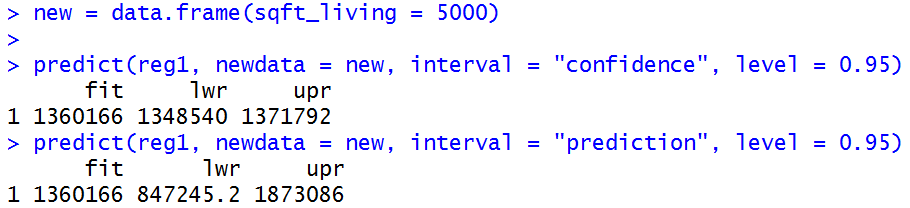 > new = data.frame(sqft_living = 5000)
>
> predict(reg1, newdata = new, interval = "confidence", level = 0.95)
      fit     lwr     upr
1 1360166 1348540 1371792
> predict(reg1, newdata = new, interval = "prediction", level = 0.95)
      fit      lwr     upr
1 1360166 847245.2 1873086